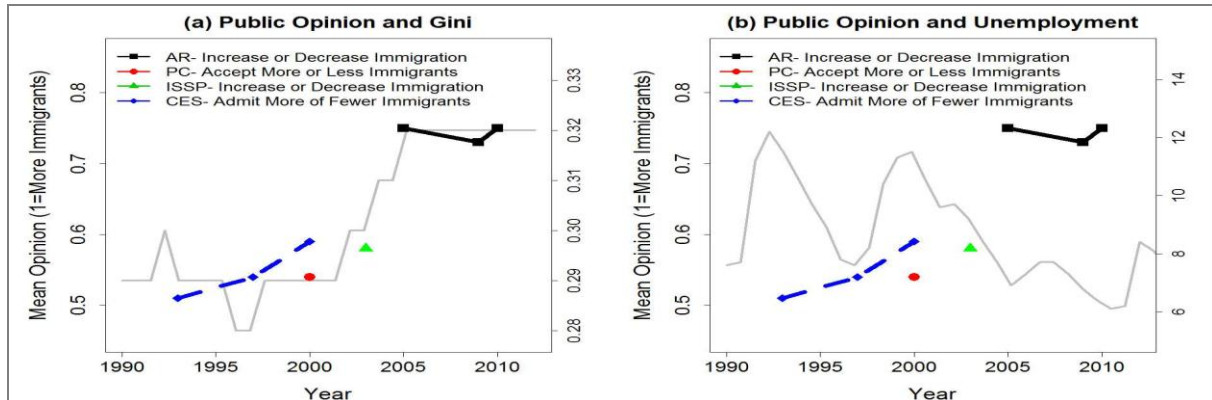 (a) Public Opinion and Gini
AR- Increase or Decrease Immigration
PC- Accept More or Less Immigrants
ISSP- Increase or Decrease Immigration
CES- Admit More of Fewer Immigrants
Mean Opinion (1=More Immigrants)
0.8
0.7
0.6
0.5
0.33
0.32
0.31
0.30
0.29
0.28
1990
1995
2000
2005
2010
Year
(b) Public Opinion and Unemployment
AR- Increase or Decrease Immigration
PC- Accept More or Less Immigrants
ISSP- Increase or Decrease Immigration
CES- Admit More of Fewer Immigrants
Mean Opinion (1=More Immigrants)
0.8
0.7
0.6
0.5
14
12
10
8
6
1990
1995
2000
2005
2010
Year